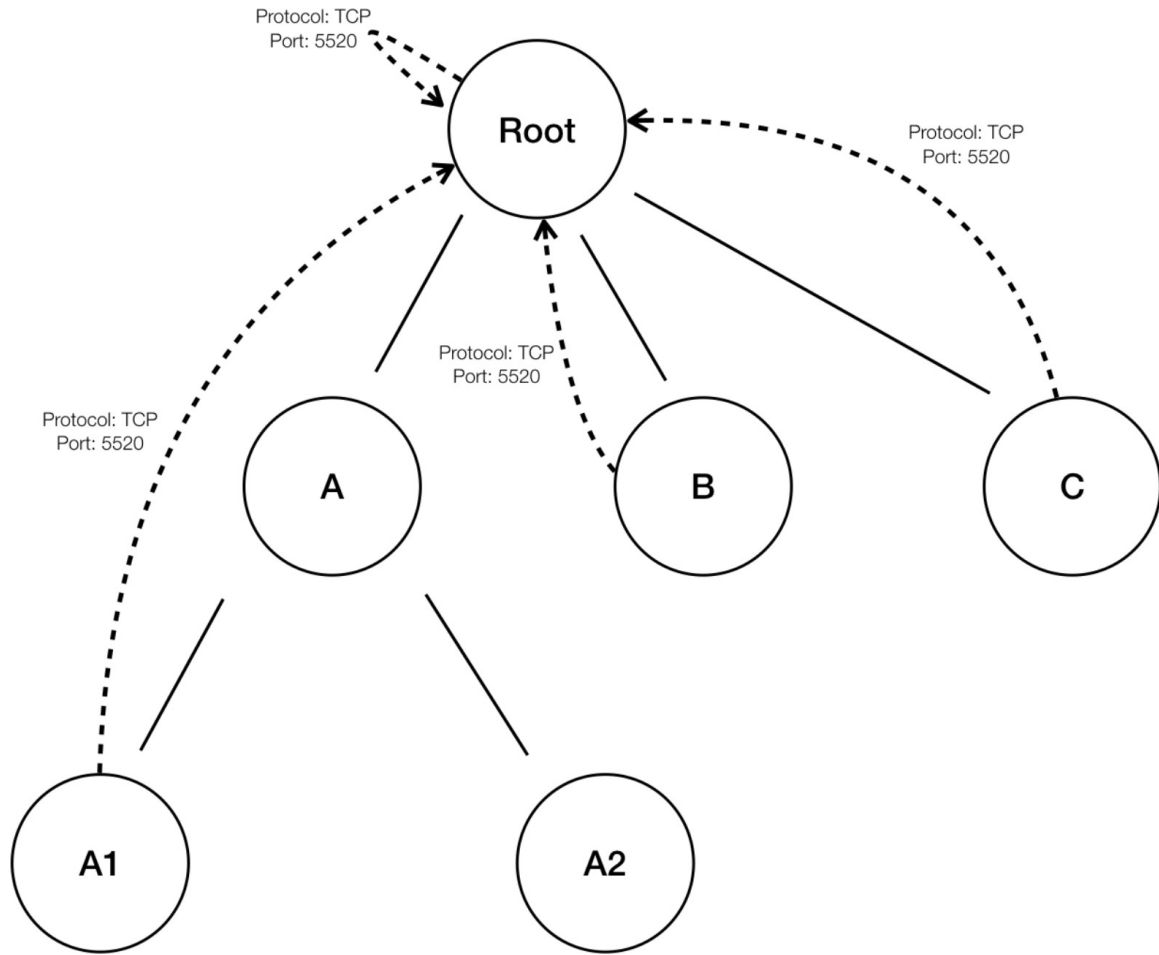 Protocol: TCP
Port: 5520
Root
Protocol: TCP
Port: 5520
Protocol: TCP
Port: 5520
Protocol: TCP
Port: 5520
A
B
C
A1
A2